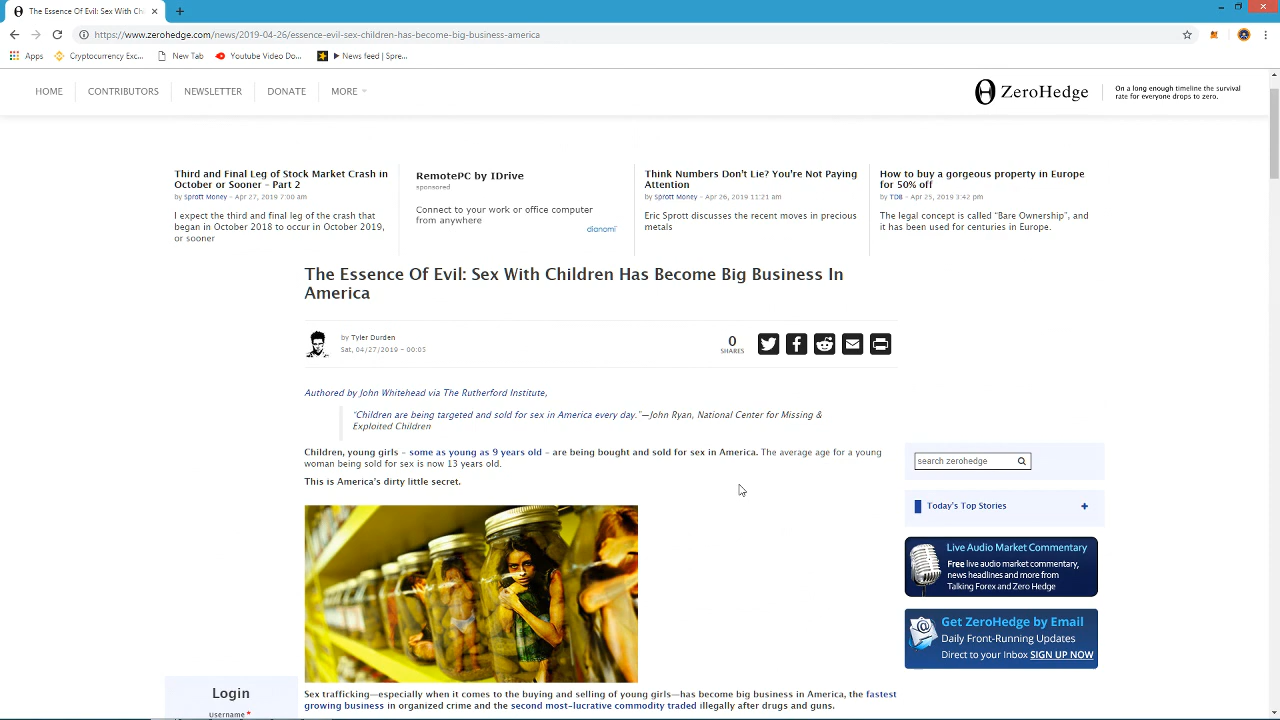 The Essence Of Evil: Sex With Ch
https://www.zerohedge.com/news/2019-04-26/essence-evil-sex-children-has-become-big-business-america
Apps
Cryptocurrency Exc...
New Tab
Youtube Video Do...
► News feed | Spre...
HOME
CONTRIBUTORS
NEWSLETTER
DONATE
MORE
ZeroHedge
On a long enough timeline the survival
rate for everyone drops to zero.
Third and Final Leg of Stock Market Crash in
October or Sooner – Part 2
by Sprott Money – Apr 27, 2019 7:00 am
I expect the third and final leg of the crash that
began in October 2018 to occur in October 2019,
or sooner
RemotePC by IDrive
sponsored
Connect to your work or office computer
from anywhere
dianomi
Think Numbers Don't Lie? You're Not Paying
Attention
by Sprott Money – Apr 26, 2019 11:21 am
Eric Sprott discusses the recent moves in precious
metals
How to buy a gorgeous property in Europe
for 50% off
by TDB – Apr 25, 2019 3:42 pm
The legal concept is called "Bare Ownership", and
it has been used for centuries in Europe.
The Essence Of Evil: Sex With Children Has Become Big Business In
America
by Tyler Durden
Sat, 04/27/2019 – 00:05
0
SHARES
Authored by John Whitehead via The Rutherford Institute,
"Children are being targeted and sold for sex in America every day."—John Ryan, National Center for Missing &
Exploited Children
Children, young girls – some as young as 9 years old – are being bought and sold for sex in America. The average age for a young
woman being sold for sex is now 13 years old.
This is America's dirty little secret.
search zerohedge
Today's Top Stories
+
Live Audio Market Commentary
Free live audio market commentary,
news headlines and more from
Talking Forex and Zero Hedge
Get ZeroHedge by Email
Daily Front-Running Updates
Direct to your Inbox SIGN UP NOW
Login
Username *
Sex trafficking—especially when it comes to the buying and selling of young girls—has become big business in America, the fastest
growing business in organized crime and the second most-lucrative commodity traded illegally after drugs and guns.